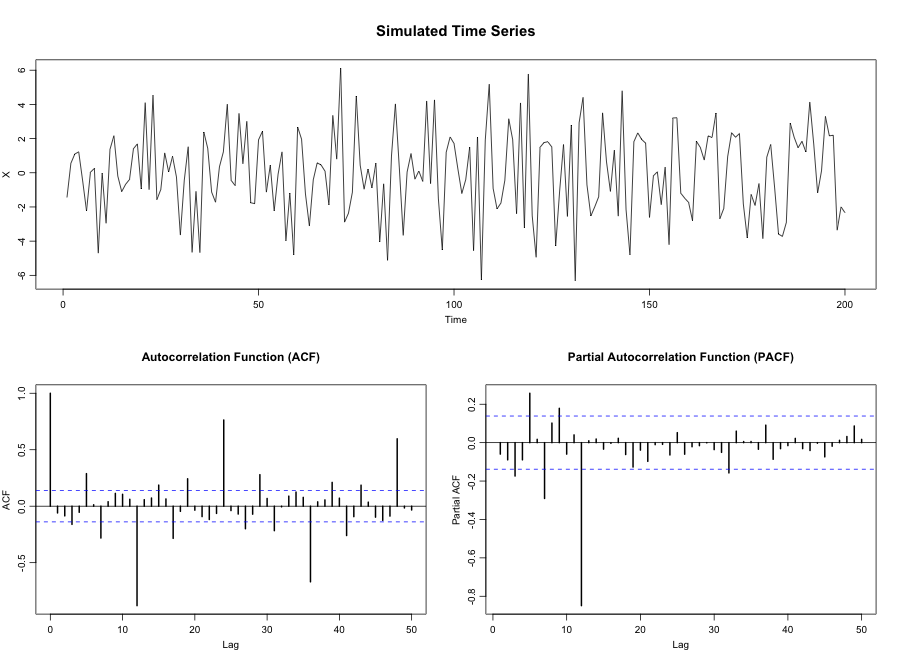 Simulated Time Series
X
6
4
2
0
-2
-4
-6
0 50 100 150 200
Time
Autocorrelation Function (ACF)
ACF
1.0
0.5
0.0
-0.5
0 10 20 30 40 50
Lag
Partial Autocorrelation Function (PACF)
Partial ACF
0.2
0.0
-0.2
-0.4
-0.6
-0.8
0 10 20 30 40 50
Lag